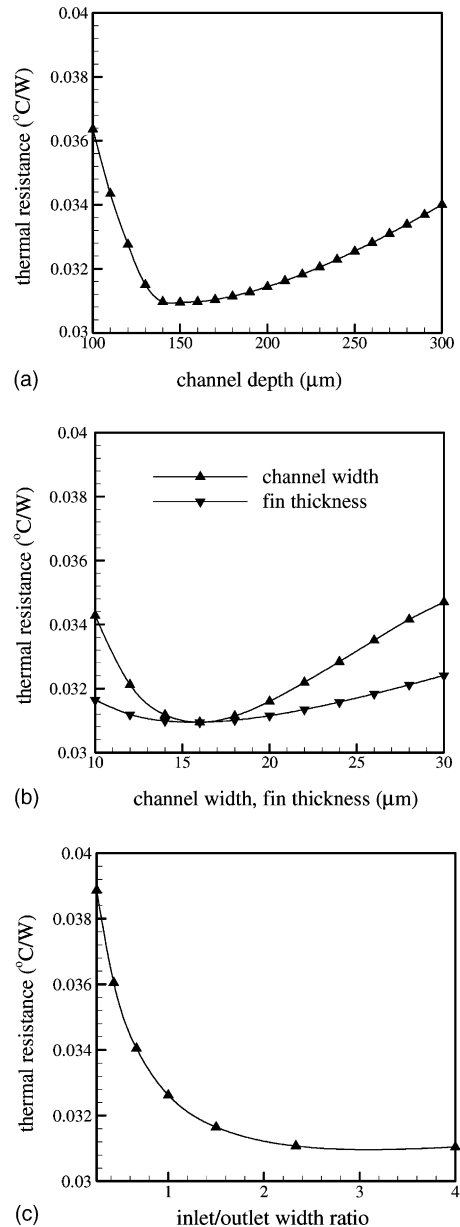 0.04
0.038
0.036
0.034
0.032
0.03
thermal resistance (°C/W)
100 150 200 250 300
(a) channel depth (μm)
0.04
0.038
0.036
0.034
0.032
0.03
thermal resistance (°C/W)
channel width
fin thickness
10 15 20 25 30
(b) channel width, fin thickness (μm)
0.04
0.038
0.036
0.034
0.032
0.03
thermal resistance (°C/W)
1 2 3 4
(c) inlet/outlet width ratio